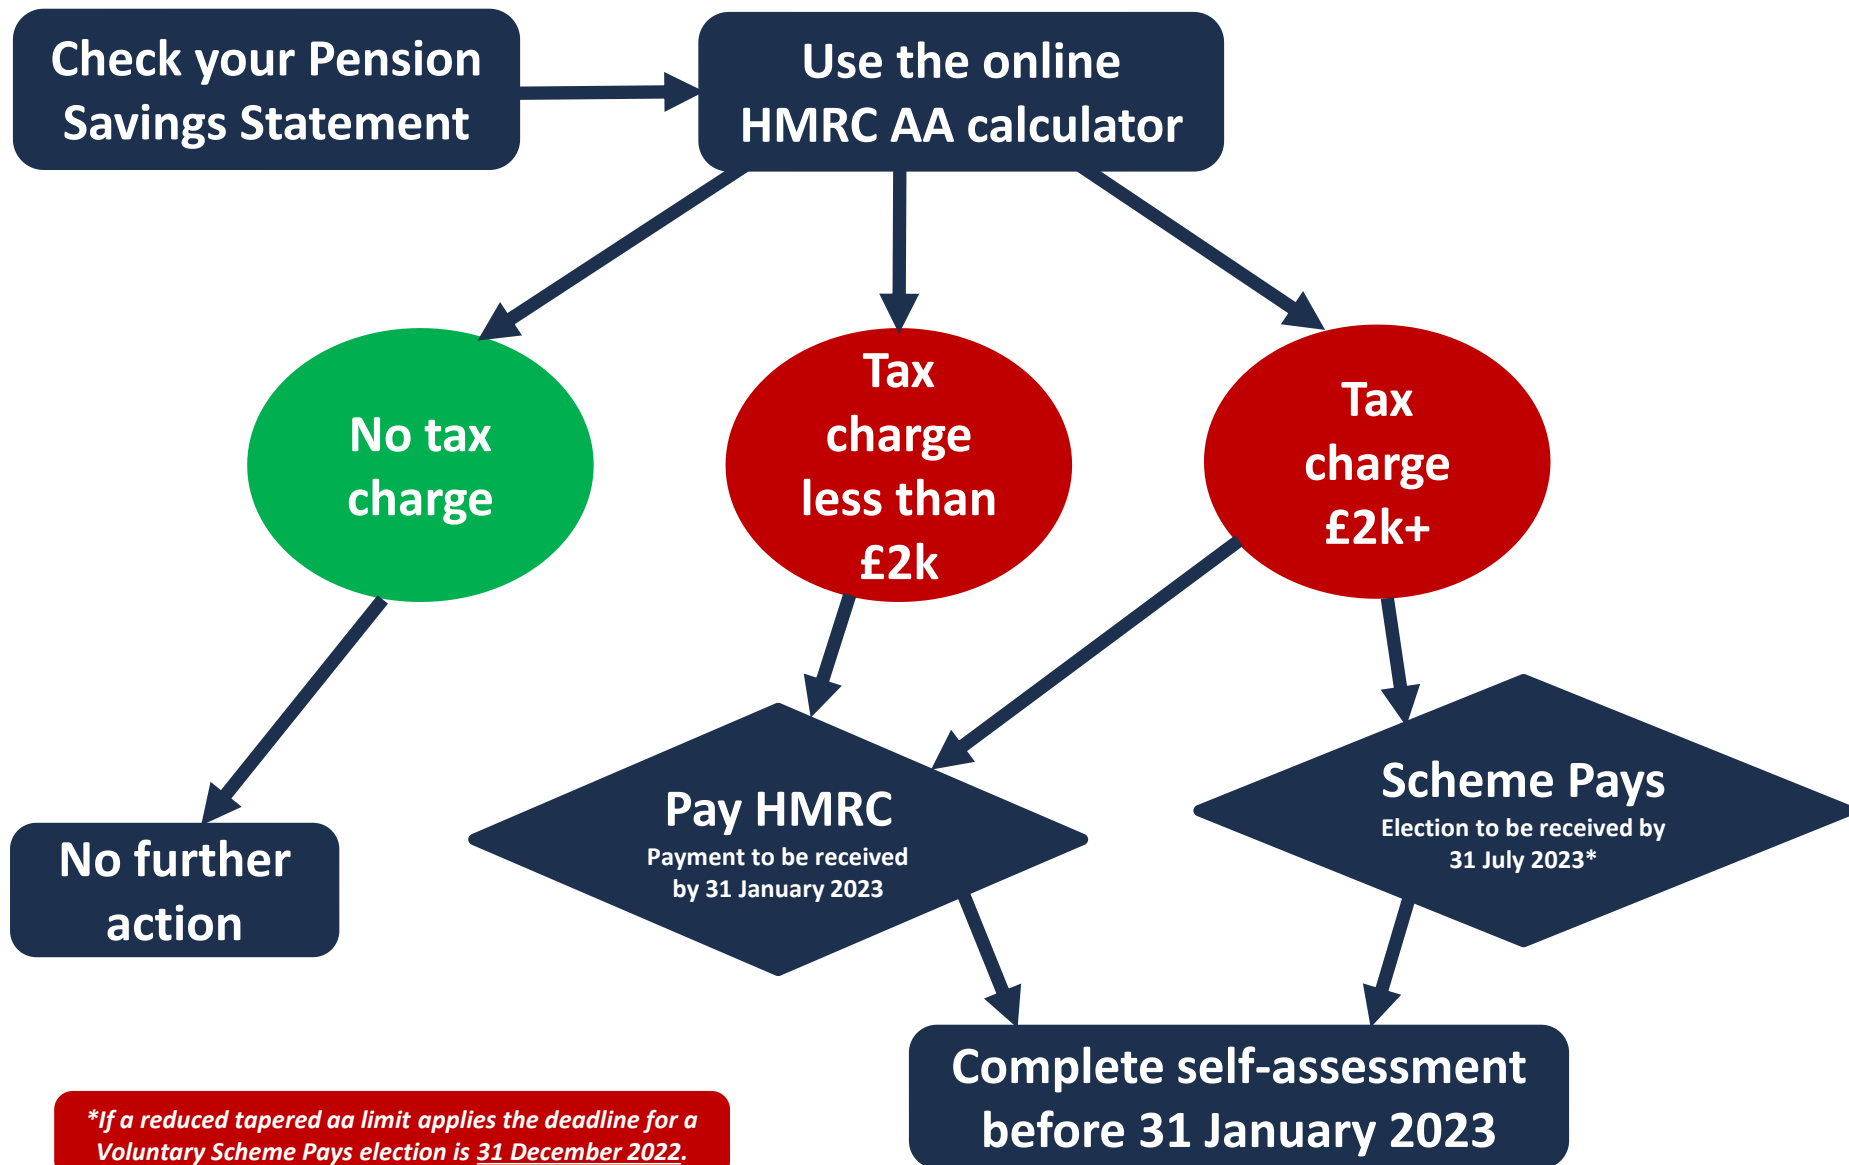 Check your Pension
Savings Statement
Use the online
HMRC AA calculator
No tax
charge
Tax
charge
less than
£2k
Tax
charge
£2k+
No further
action
Pay HMRC
Payment to be received
by 31 January 2023
Scheme Pays
Election to be received by
31 July 2023*
Complete self-assessment
before 31 January 2023
*If a reduced tapered aa limit applies the deadline for a
Voluntary Scheme Pays election is 31 December 2022.